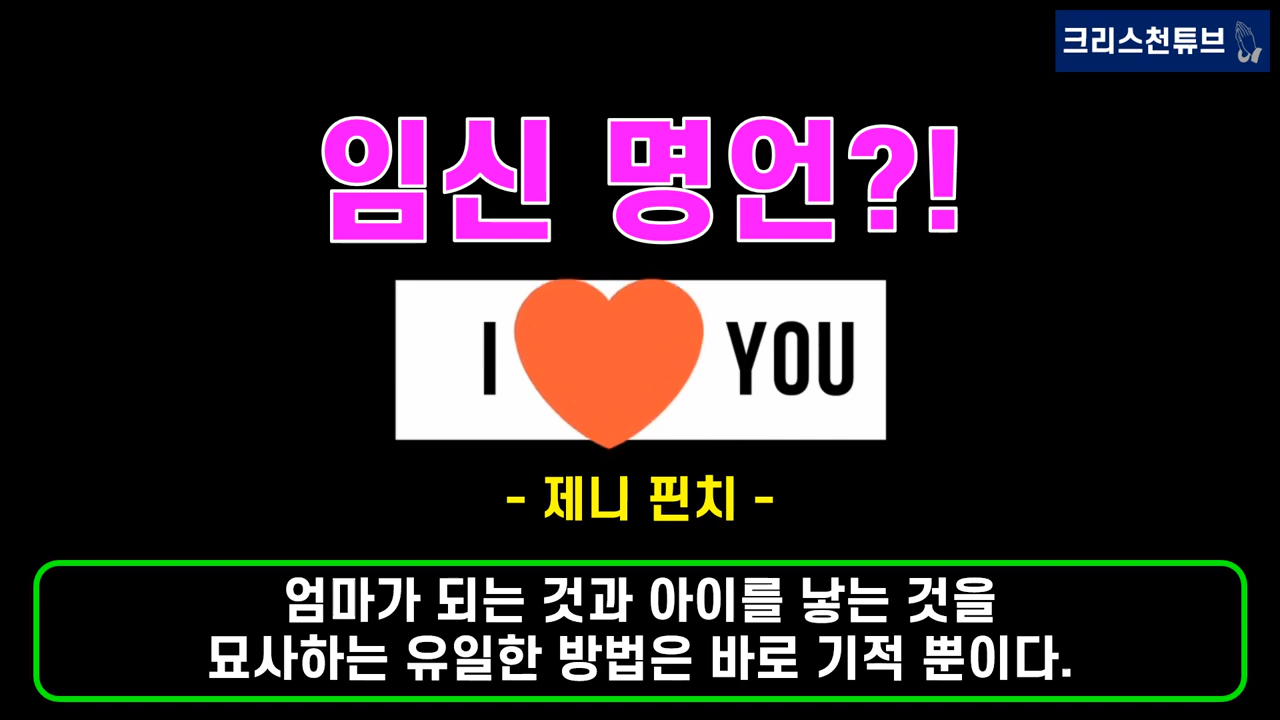 크리스천튜브
임신 명언?!
I YOU
- 제니 핀치 -
엄마가 되는 것과 아이를 낳는 것을
묘사하는 유일한 방법은 바로 기적 뿐이다.